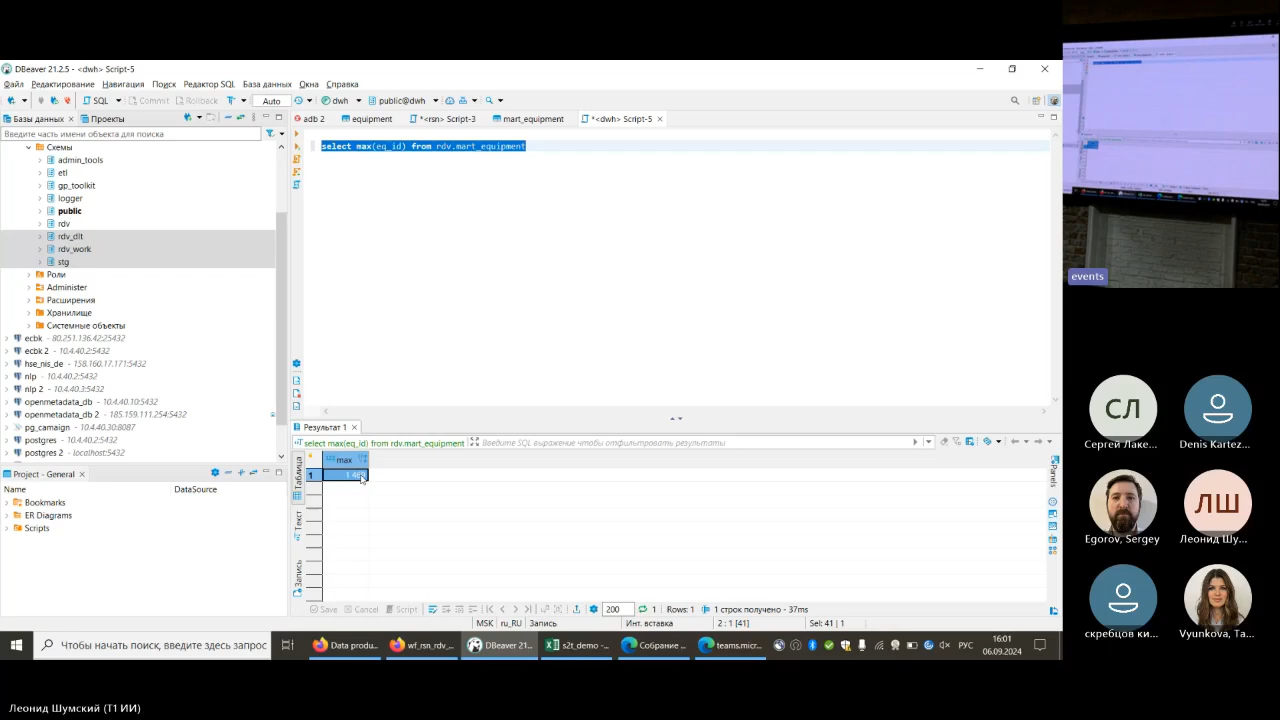 DBeaver 21.2.5 - <dwh> Script-5
Файл Редактирование Навигация Поиск Редактор SQL База данных Окна Справка
SQL Commit Rollback Auto dwh public@dwh
Базы данных Проекты
adb 2 equipment *<rsn> Script-3 mart_equipment *<dwh> Script-5
Введите часть имени объекта для поиска
select max(eq_id) from rdv.mart_equipment
Схемы
admin_tools
etl
gp_toolkit
logger
public
rdv
rdv_dlt
rdv_work
stg
Роли
Administer
Расширения
Хранилище
Системные объекты
ecbk - 80.251.136.42:25432
ecbk 2 - 10.4.40.2:5432
hse_nis_de - 158.160.17.171:5432
nlp - 10.4.40.2:5432
nlp 2 - 10.4.40.3:5432
openmetadata_db - 10.4.40.10:5432
openmetadata_db 2 - 185.159.111.254:5432
pg_camaign - 10.4.40.30:8087
postgres - 10.4.40.2:5432
postgres 2 - localhost:5432
Project - General
Name DataSource
Bookmarks
ER Diagrams
Scripts
Результат 1
select max(eq_id) from rdv.mart_equipment Введите SQL выражение чтобы отфильтровать результаты
max
1
Таблица
Текст
Запись
Panels
Save Cancel Script 200 1 Rows: 1 1 строк получено - 37ms
MSK ru_RU Запись Инт. вставка 2 : 1 [41] Sel: 41 | 1
Чтобы начать поиск, введите здесь запрос
Data produ... wf_rsn_rdv_... DBeaver 21... s2t_demo -... Собрание ... teams.micr...
РУС
16:01
06.09.2024
events
СЛ
Сергей Лаке...
Denis Kartez...
Egorov, Sergey
ЛШ
Леонид Шу...
скребцов ки...
Vyunkova, Ta...
Леонид Шумский (Т1 ИИ)